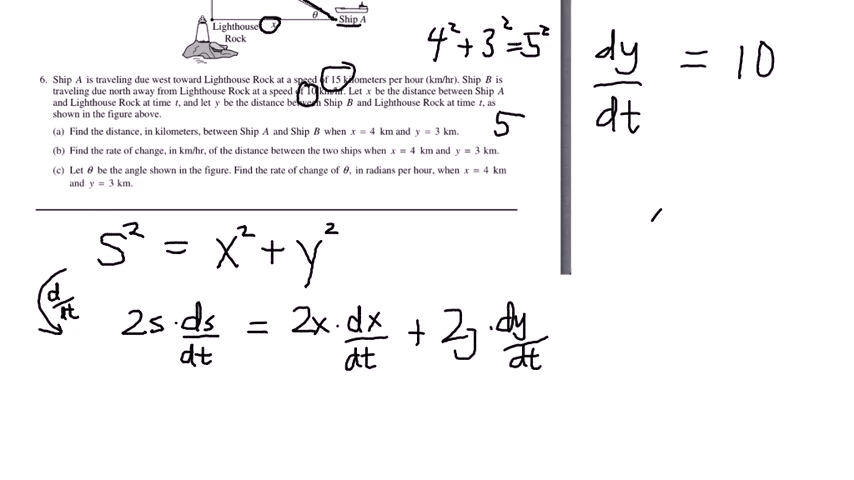 θ
Lighthouse x Ship A
Rock
4² + 3² = 5²
dy/dt = 10
6. Ship A is traveling due west toward Lighthouse Rock at a speed of 15 kilometers per hour (km/hr). Ship B is
traveling due north away from Lighthouse Rock at a speed of 10 km/hr. Let x be the distance between Ship A
and Lighthouse Rock at time t, and let y be the distance between Ship B and Lighthouse Rock at time t, as
shown in the figure above.
5
(a) Find the distance, in kilometers, between Ship A and Ship B when x = 4 km and y = 3 km.
(b) Find the rate of change, in km/hr, of the distance between the two ships when x = 4 km and y = 3 km.
(c) Let θ be the angle shown in the figure. Find the rate of change of θ, in radians per hour, when x = 4 km
and y = 3 km.
S² = x² + y²
d/dt
2s · ds/dt = 2x · dx/dt + 2y · dy/dt